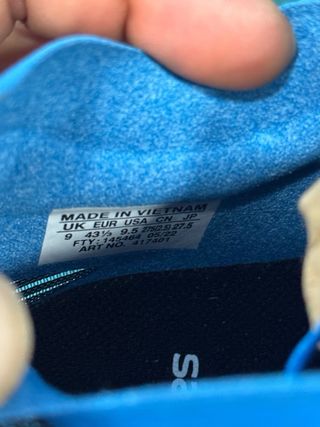 MADE IN VIETNAM
UK EUR USA CN JP
9 43⅓ 9.5 275(2.5) 27.5
FTY: 145464 05/22
ART NO. 417401